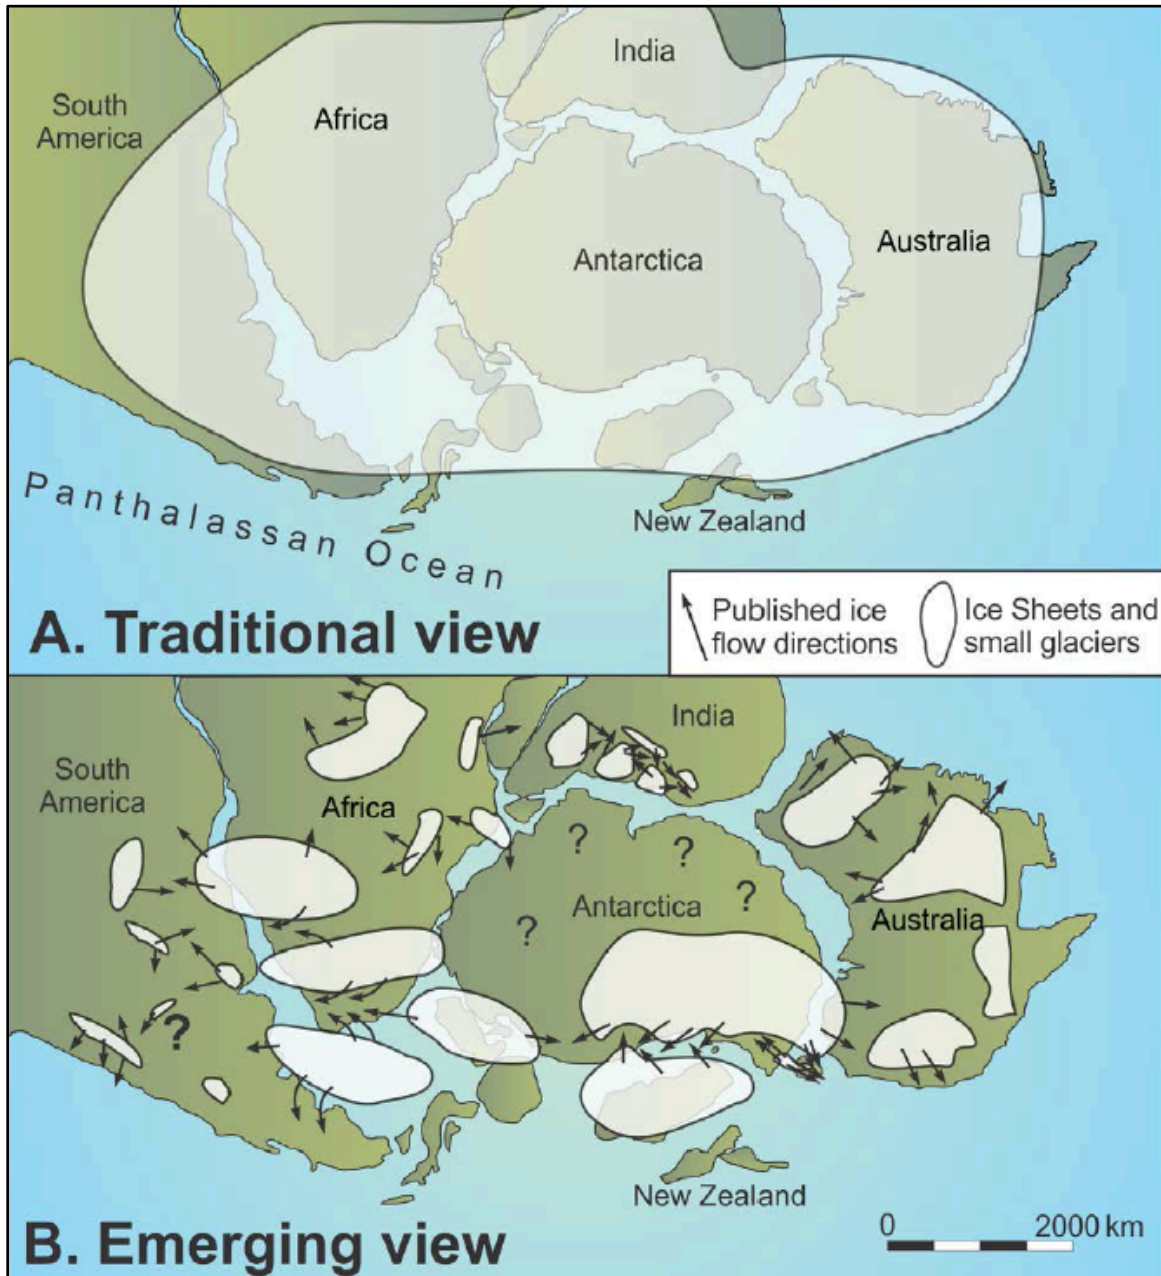 India
South
America
Africa
Antarctica
Australia
New Zealand
Panthalassan Ocean
A. Traditional view
Published ice
flow directions
Ice Sheets and
small glaciers
India
South
America
Africa
?
?
?
Antarctica
?
Australia
?
New Zealand
0 2000 km
B. Emerging view